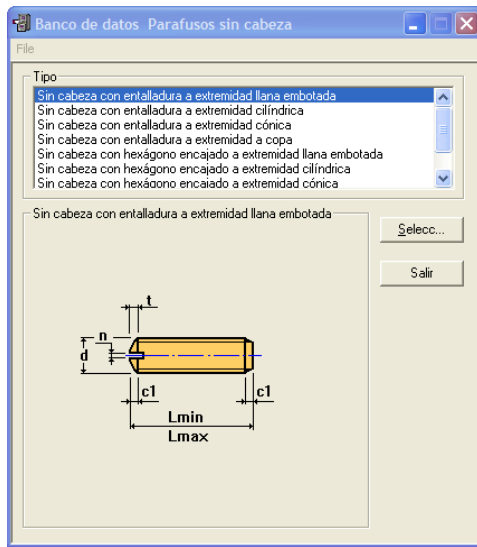 Banco de datos Parafusos sin cabeza
File
Tipo
Sin cabeza con entalladura a extremidad llana embotada
Sin cabeza con entalladura a extremidad cilíndrica
Sin cabeza con entalladura a extremidad cónica
Sin cabeza con entalladura a extremidad a copa
Sin cabeza con hexágono encajado a extremidad llana embotada
Sin cabeza con hexágono encajado a extremidad cilíndrica
Sin cabeza con hexágono encajado a extremidad cónica
Sin cabeza con entalladura a extremidad llana embotada
Selecc...
Salir
t
n
d
c1 c1
Lmin
Lmax